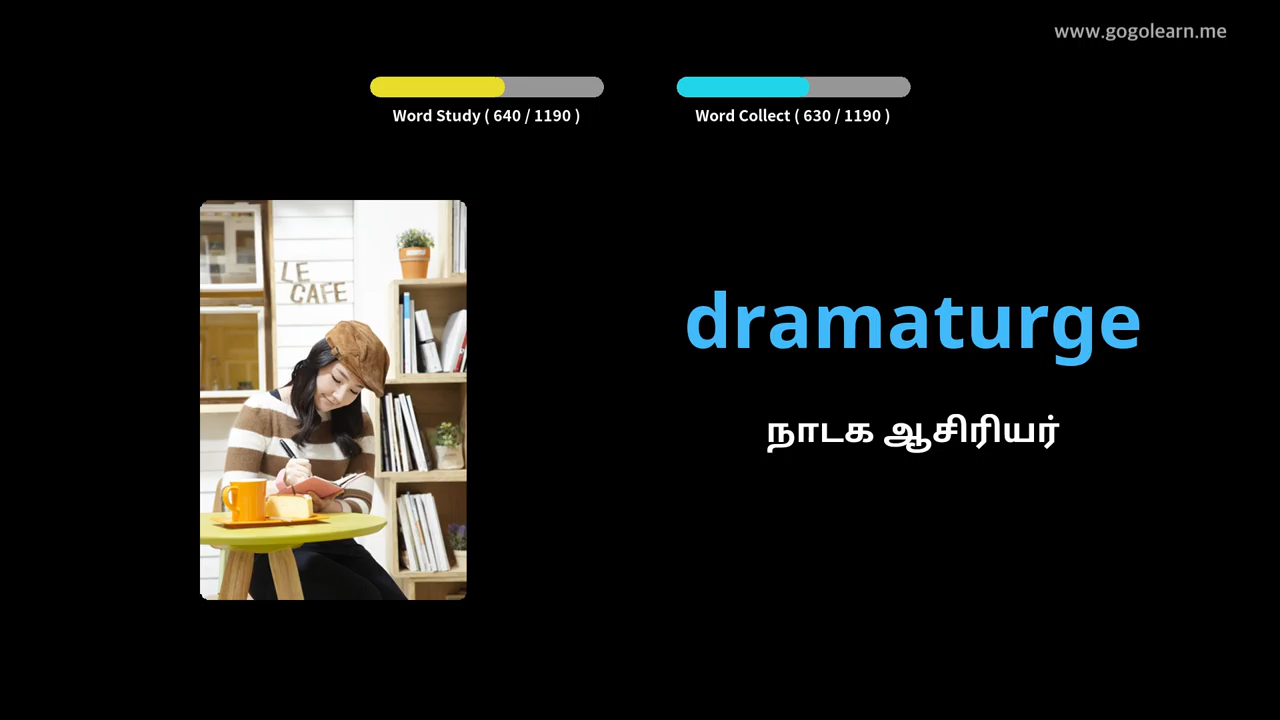 www.gogolearn.me
Word Study ( 640 / 1190 )
Word Collect ( 630 / 1190 )
LE
CAFE
dramaturge
நாடக ஆசிரியர்